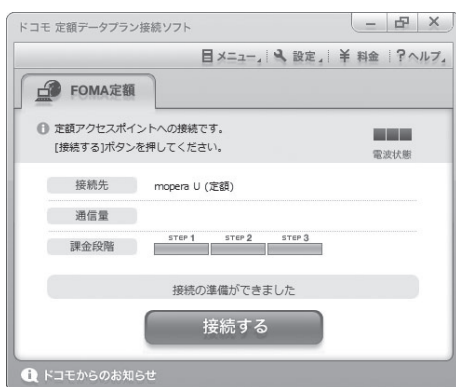 ドコモ 定額データプラン接続ソフト
メニュー 設定 ¥ 料金 ?ヘルプ
FOMA定額
定額アクセスポイントへの接続です。
[接続する]ボタンを押してください。
電波状態
接続先 mopera U (定額)
通信量
STEP 1 STEP 2 STEP 3
課金段階
接続の準備ができました
接続する
ドコモからのお知らせ